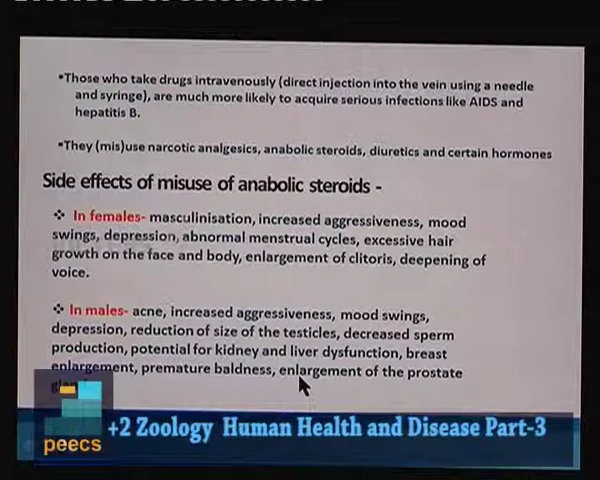 ▪Those who take drugs intravenously (direct injection into the vein using a needle
and syringe), are much more likely to acquire serious infections like AIDS and
hepatitis B.
▪They (mis)use narcotic analgesics, anabolic steroids, diuretics and certain hormones
Side effects of misuse of anabolic steroids -
❖ In females- masculinisation, increased aggressiveness, mood
swings, depression, abnormal menstrual cycles, excessive hair
growth on the face and body, enlargement of clitoris, deepening of
voice.
❖ In males- acne, increased aggressiveness, mood swings,
depression, reduction of size of the testicles, decreased sperm
production, potential for kidney and liver dysfunction, breast
enlargement, premature baldness, enlargement of the prostate
+2 Zoology Human Health and Disease Part-3
peecs